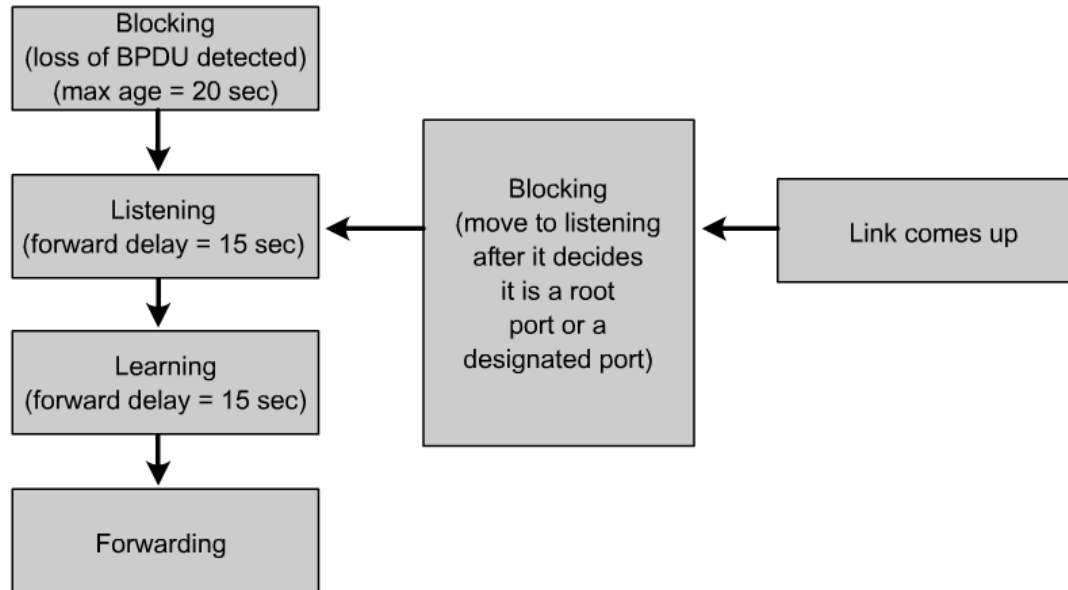 Blocking
(loss of BPDU detected)
(max age = 20 sec)
Listening
(forward delay = 15 sec)
Learning
(forward delay = 15 sec)
Forwarding
Blocking
(move to listening
after it decides
it is a root
port or a
designated port)
Link comes up